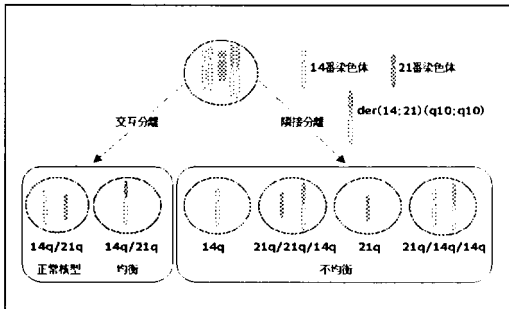 14番染色体
21番染色体
der(14;21)(q10;q10)
交互分離
隣接分離
14q/21q
14q/21q
14q
21q/21q/14q
21q
21q/14q/14q
正常核型
均衡
不均衡